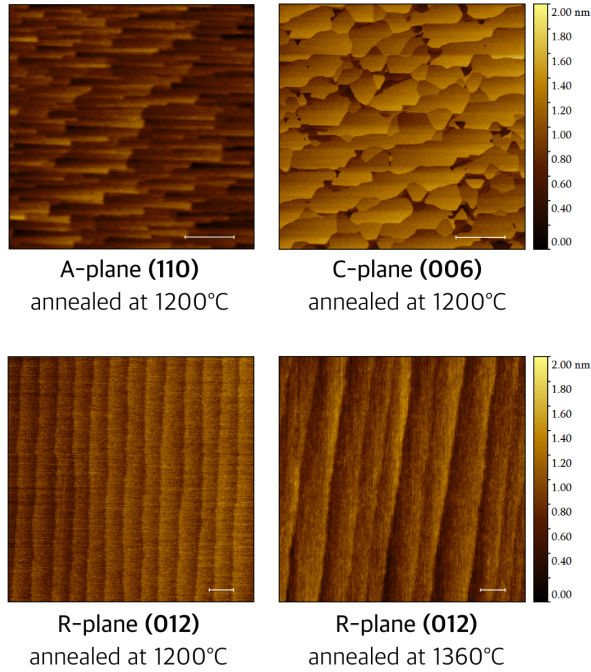 2.00 nm
1.80
1.60
1.40
1.20
1.00
0.80
0.60
0.40
0.20
0.00
A-plane (110)
annealed at 1200°C
C-plane (006)
annealed at 1200°C
2.00 nm
1.80
1.60
1.40
1.20
1.00
0.80
0.60
0.40
0.20
0.00
R-plane (012)
annealed at 1200°C
R-plane (012)
annealed at 1360°C